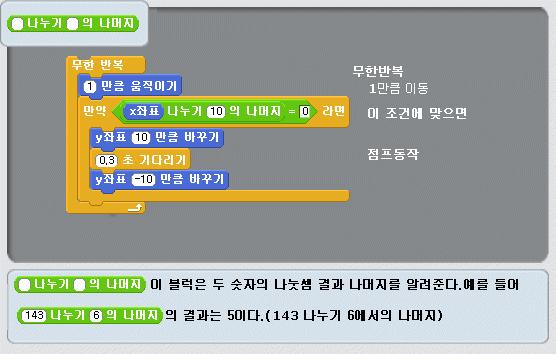 나누기 의 나머지
무한 반복
무한반복
1 만큼 움직이기
1만큼 이동
만약 x좌표 나누기 10 의 나머지 = 0 라면
이 조건에 맞으면
y좌표 10 만큼 바꾸기
0.3 초 기다리기
점프동작
y좌표 -10 만큼 바꾸기
나누기 의 나머지 이 블럭은 두 숫자의 나눗셈 결과 나머지를 알려준다.예를 들어
143 나누기 6 의 나머지 의 결과는 5이다.(143 나누기 6에서의 나머지)